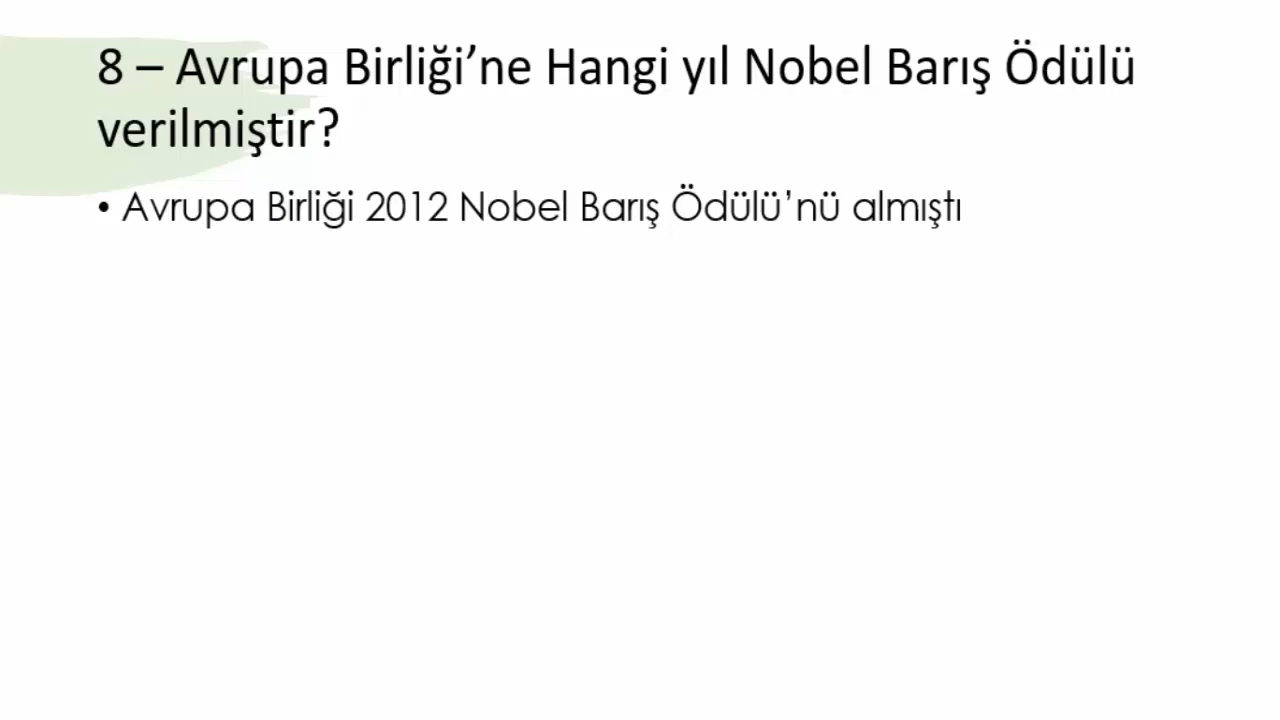 8 – Avrupa Birliği’ne Hangi yıl Nobel Barış Ödülü
verilmiştir?
• Avrupa Birliği 2012 Nobel Barış Ödülü’nü almıştı